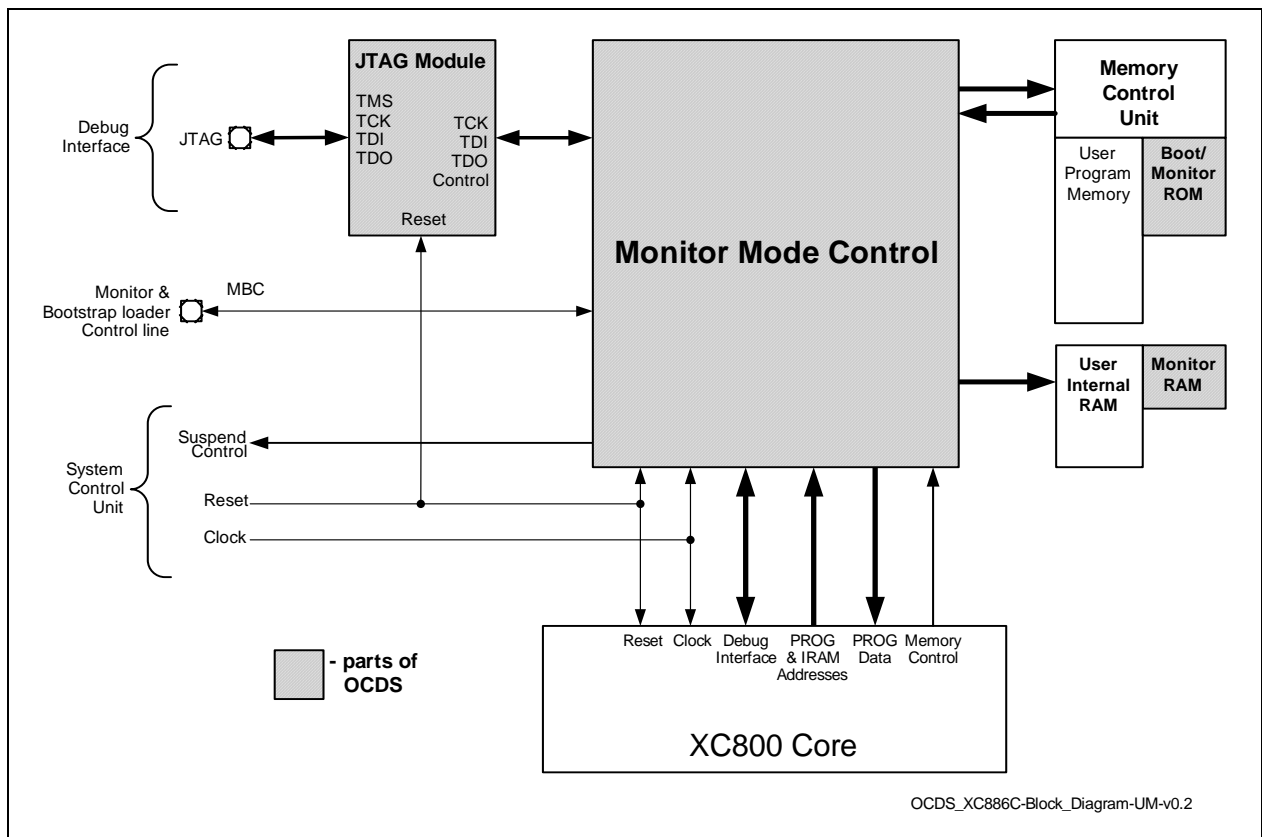 JTAG Module
TMS
TCK
TDI
TDO
TCK
TDI
TDO
Control
Reset
Debug
Interface
JTAG
Monitor Mode Control
Memory
Control
Unit
User
Program
Memory
Boot/
Monitor
ROM
Monitor &
Bootstrap loader
Control line
MBC
User
Internal
RAM
Monitor
RAM
System
Control
Unit
Suspend
Control
Reset
Clock
Reset
Clock
Debug
Interface
PROG
& IRAM
Addresses
PROG
Data
Memory
Control
- parts of
OCDS
XC800 Core
OCDS_XC886C-Block_Diagram-UM-v0.2